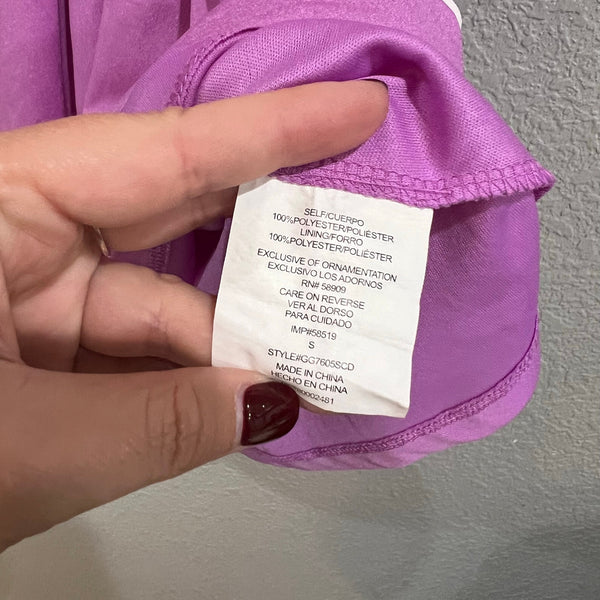 SELF/CUERPO
100%POLYESTER/POLIÉSTER
LINING/FORRO
100%POLYESTER/POLIÉSTER
EXCLUSIVE OF ORNAMENTATION
EXCLUSIVO LOS ADORNOS
RN# 58909
CARE ON REVERSE
VER AL DORSO
PARA CUIDADO
IMP#58519
S
STYLE#GG7605SCD
MADE IN CHINA
HECHO EN CHINA